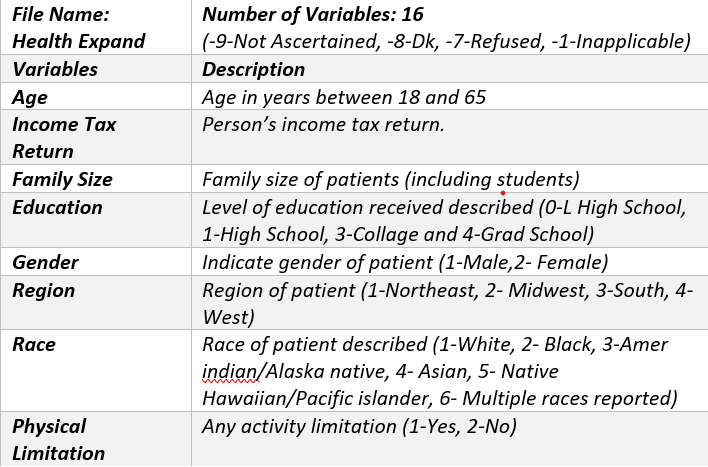 File Name: Number of Variables: 16
Health Expand (-9-Not Ascertained, -8-Dk, -7-Refused, -1-Inapplicable)
Variables Description
Age Age in years between 18 and 65
Income Tax Person's income tax return.
Return
Family Size Family size of patients (including students)
Education Level of education received described (0-L High School,
1-High School, 3-Collage and 4-Grad School)
Gender Indicate gender of patient (1-Male,2- Female)
Region Region of patient (1-Northeast, 2- Midwest, 3-South, 4-
West)
Race Race of patient described (1-White, 2- Black, 3-Amer
indian/Alaska native, 4- Asian, 5- Native
Hawaiian/Pacific islander, 6- Multiple races reported)
Physical Any activity limitation (1-Yes, 2-No)
Limitation